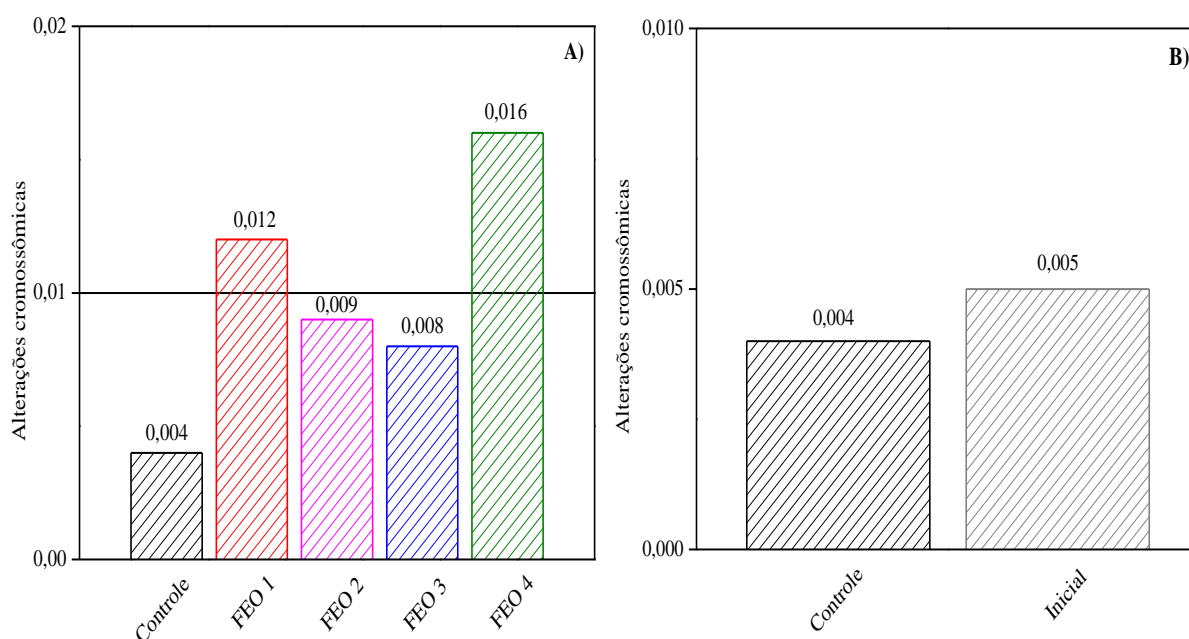 Alterações cromossômicas
0,02
0,01
0,00
A)
0,004
0,012
0,009
0,008
0,016
Controle
FEO 1
FEO 2
FEO 3
FEO 4
Alterações cromossômicas
0,010
0,005
0,000
B)
0,004
0,005
Controle
Inicial